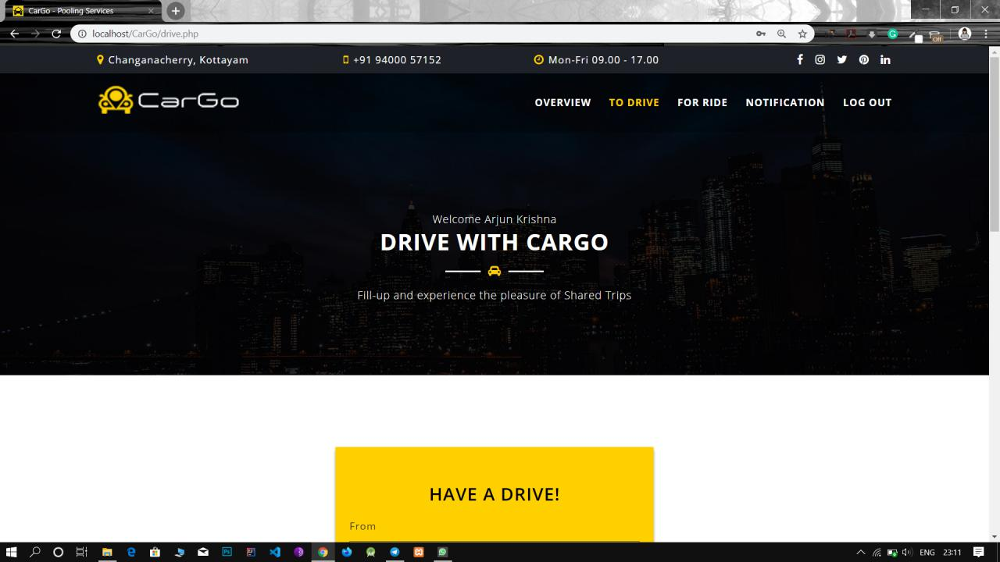 CarGo - Pooling Services
localhost/CarGo/drive.php
Off
Changanacherry, Kottayam
+91 94000 57152
Mon-Fri 09.00 - 17.00
CarGo
OVERVIEW
TO DRIVE
FOR RIDE
NOTIFICATION
LOG OUT
Welcome Arjun Krishna
DRIVE WITH CARGO
Fill-up and experience the pleasure of Shared Trips
HAVE A DRIVE!
From
ENG
23:11